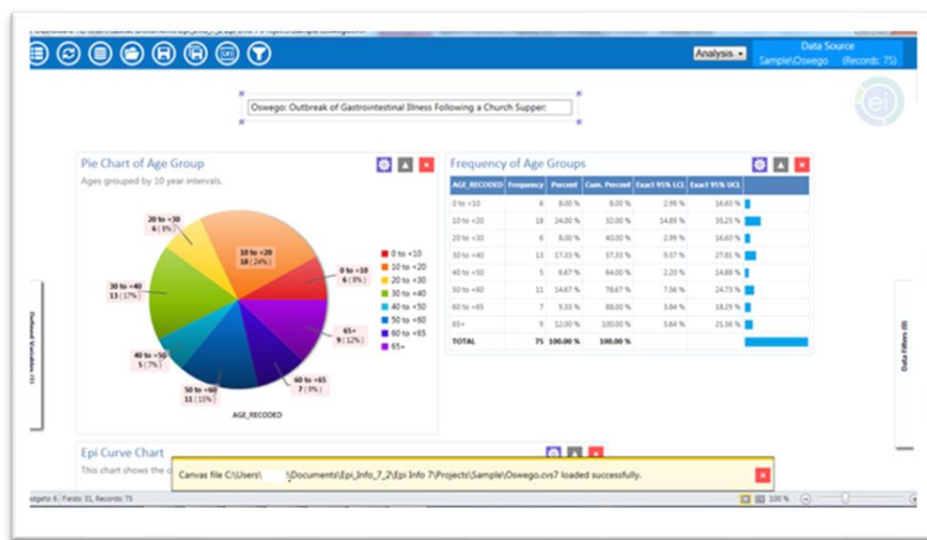 Analysis
Data Source
Sample\Oswego (Records: 75)
ei
Oswego: Outbreak of Gastrointestinal Illness Following a Church Supper:
Pie Chart of Age Group
Ages grouped by 10 year intervals.
20 to <30
6 (8%)
10 to <20
18 (24%)
0 to <10
6 (8%)
30 to <40
13 (17%)
65+
9 (12%)
40 to <50
5 (7%)
60 to <65
7 (9%)
50 to <60
11 (15%)
AGE_RECODED
0 to <10
10 to <20
20 to <30
30 to <40
40 to <50
50 to <60
60 to <65
65+
Frequency of Age Groups
AGE_RECODED Frequency Percent Cum. Percent Exact 95% LCL Exact 95% UCL
0 to <10 6 8.00 % 8.00 % 2.99 % 16.60 %
10 to <20 18 24.00 % 32.00 % 14.89 % 35.25 %
20 to <30 6 8.00 % 40.00 % 2.99 % 16.60 %
30 to <40 13 17.33 % 57.33 % 9.57 % 27.81 %
40 to <50 5 6.67 % 64.00 % 2.20 % 14.88 %
50 to <60 11 14.67 % 78.67 % 7.56 % 24.73 %
60 to <65 7 9.33 % 88.00 % 3.84 % 18.29 %
65+ 9 12.00 % 100.00 % 5.64 % 21.56 %
TOTAL 75 100.00 % 100.00 %
Data Filters (0)
Epi Curve Chart
This chart shows the
Canvas file C:\Users\ \Documents\Epi_Info_7_2\Epi Info 7\Projects\Sample\Oswego.cvs7 loaded successfully.
Fields: 31, Records: 75
100 %